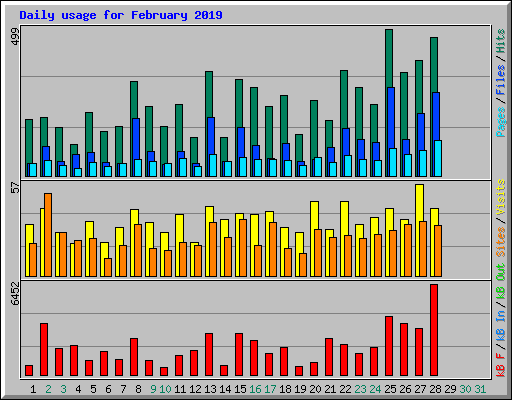 Daily usage for February 2019
499
Pages / Files / Hits
57
Sites / Visits
6452
kB F / kB In / kB Out
1 2 3 4 5 6 7 8 9 10 11 12 13 14 15 16 17 18 19 20 21 22 23 24 25 26 27 28 29 30 31